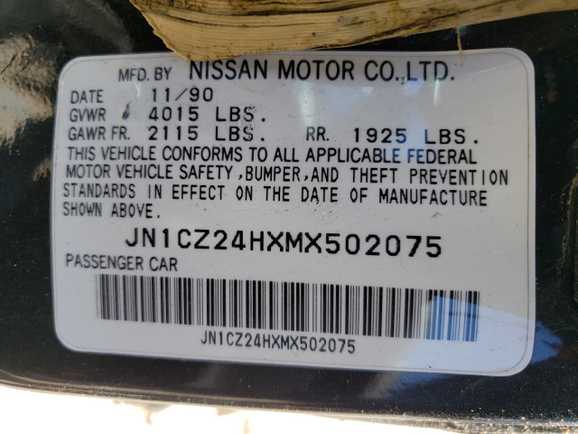 MFD. BY NISSAN MOTOR CO., LTD.
DATE 11/90
GVWR 4015 LBS.
GAWR FR. 2115 LBS. RR. 1925 LBS.
THIS VEHICLE CONFORMS TO ALL APPLICABLE FEDERAL
MOTOR VEHICLE SAFETY ,BUMPER,AND THEFT PREVENTION
STANDARDS IN EFFECT ON THE DATE OF MANUFACTURE
SHOWN ABOVE.
JN1CZ24HXMX502075
PASSENGER CAR
JN1CZ24HXMX502075